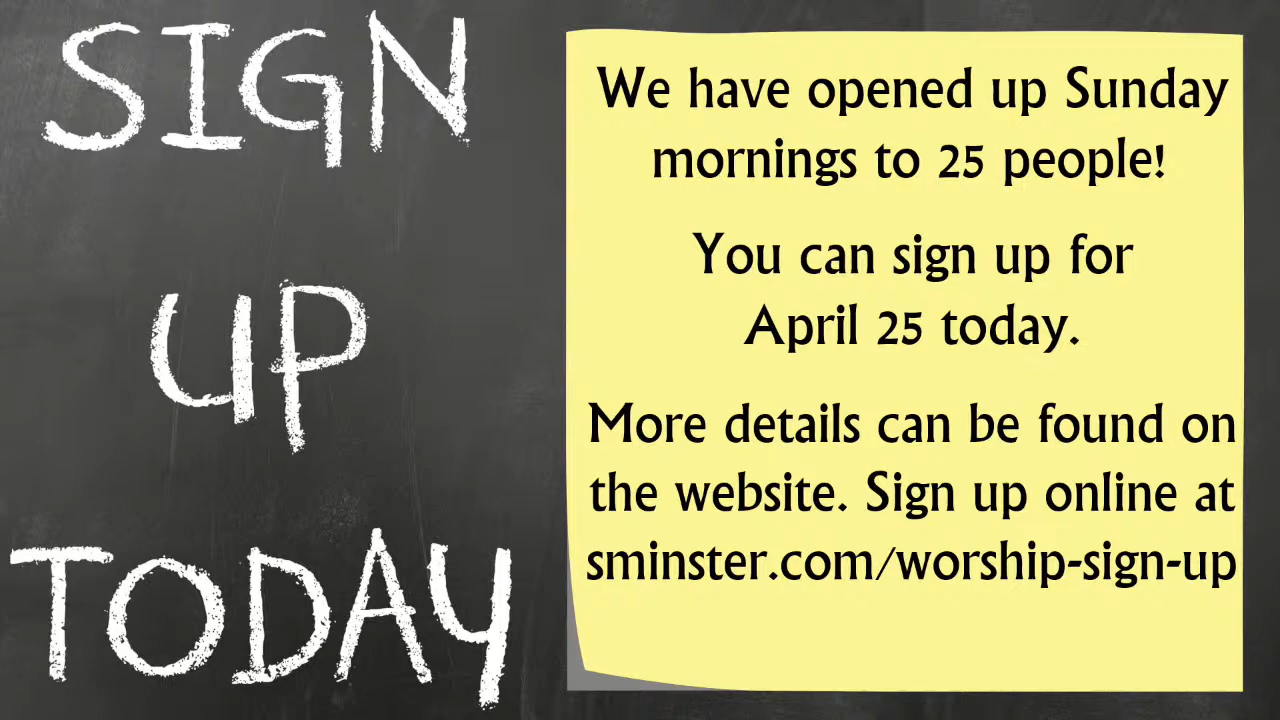 SIGN
UP
TODAY
We have opened up Sunday
mornings to 25 people!
You can sign up for
April 25 today.
More details can be found on
the website. Sign up online at
sminster.com/worship-sign-up